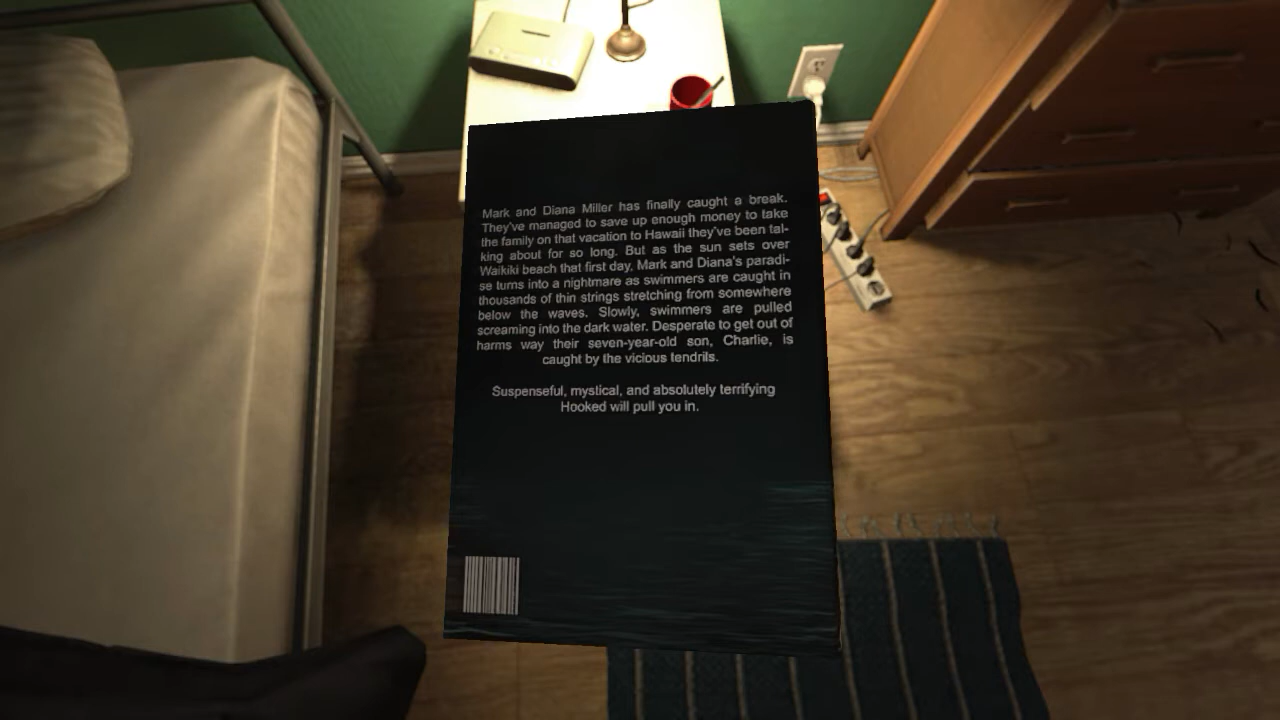 Mark and Diana Miller has finally caught a break.
They've managed to save up enough money to take
the family on that vacation to Hawaii they've been tal-
king about for so long. But as the sun sets over
Waikiki beach that first day, Mark and Diana's paradi-
se turns into a nightmare as swimmers are caught in
thousands of thin strings stretching from somewhere
below the waves. Slowly, swimmers are pulled
screaming into the dark water. Desperate to get out of
harms way their seven-year-old son, Charlie, is
caught by the vicious tendrils.
Suspenseful, mystical, and absolutely terrifying
Hooked will pull you in.